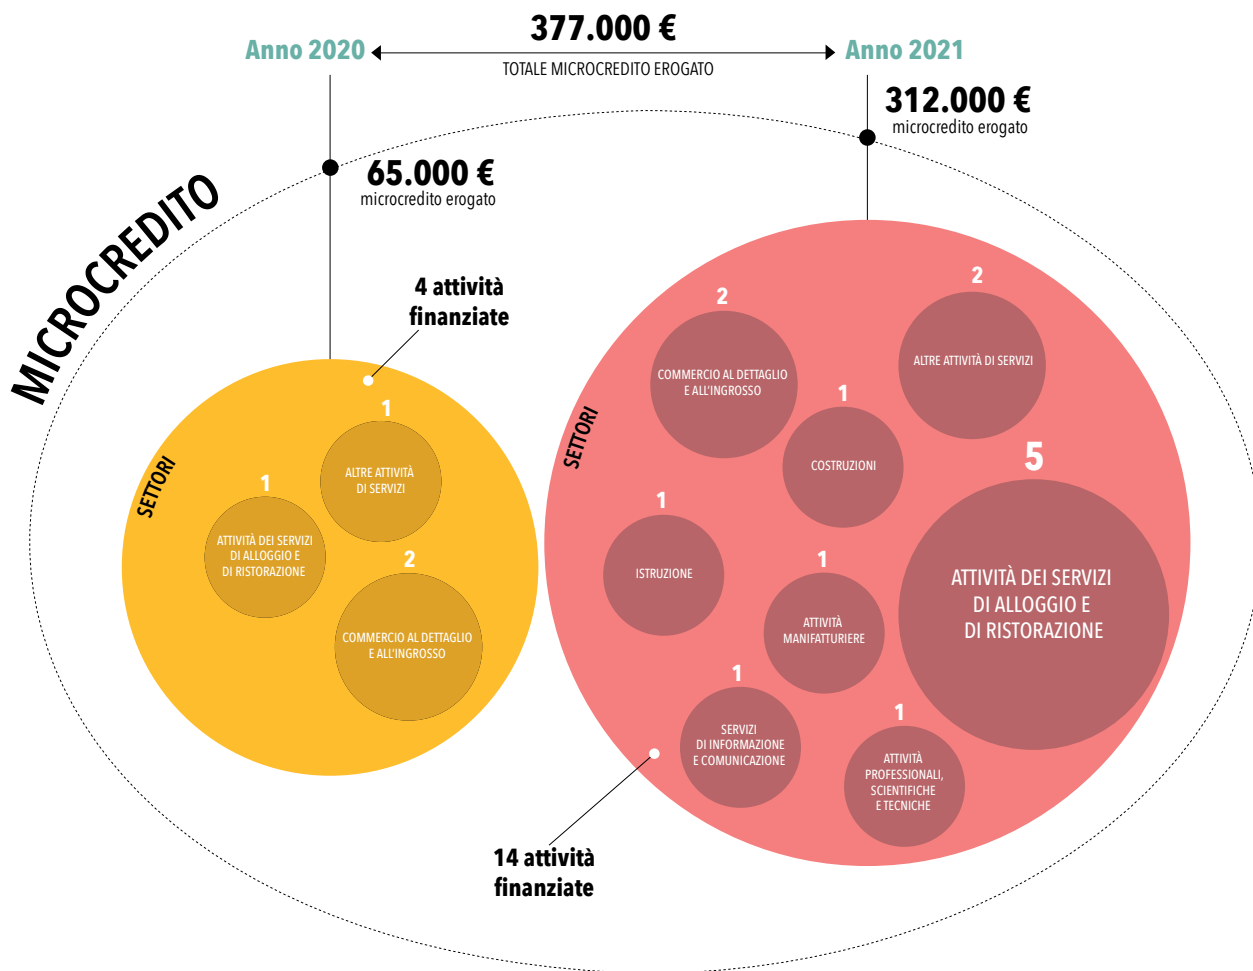 377.000 €
Anno 2020
Anno 2021
TOTALE MICROCREDITO EROGATO
312.000 €
microcredito erogato
65.000 €
microcredito erogato
MICROCREDITO
4 attività
finanziate
SETTORI
1
ALTRE ATTIVITÀ
DI SERVIZI
1
ATTIVITÀ DEI SERVIZI
DI ALLOGGIO E
DI RISTORAZIONE
2
COMMERCIO AL DETTAGLIO
E ALL'INGROSSO
SETTORI
2
COMMERCIO AL DETTAGLIO
E ALL'INGROSSO
2
ALTRE ATTIVITÀ DI SERVIZI
1
COSTRUZIONI
5
ATTIVITÀ DEI SERVIZI
DI ALLOGGIO E
DI RISTORAZIONE
1
ISTRUZIONE
1
ATTIVITÀ
MANIFATTURIERE
1
SERVIZI
DI INFORMAZIONE
E COMUNICAZIONE
1
ATTIVITÀ
PROFESSIONALI,
SCIENTIFICHE
E TECNICHE
14 attività
finanziate